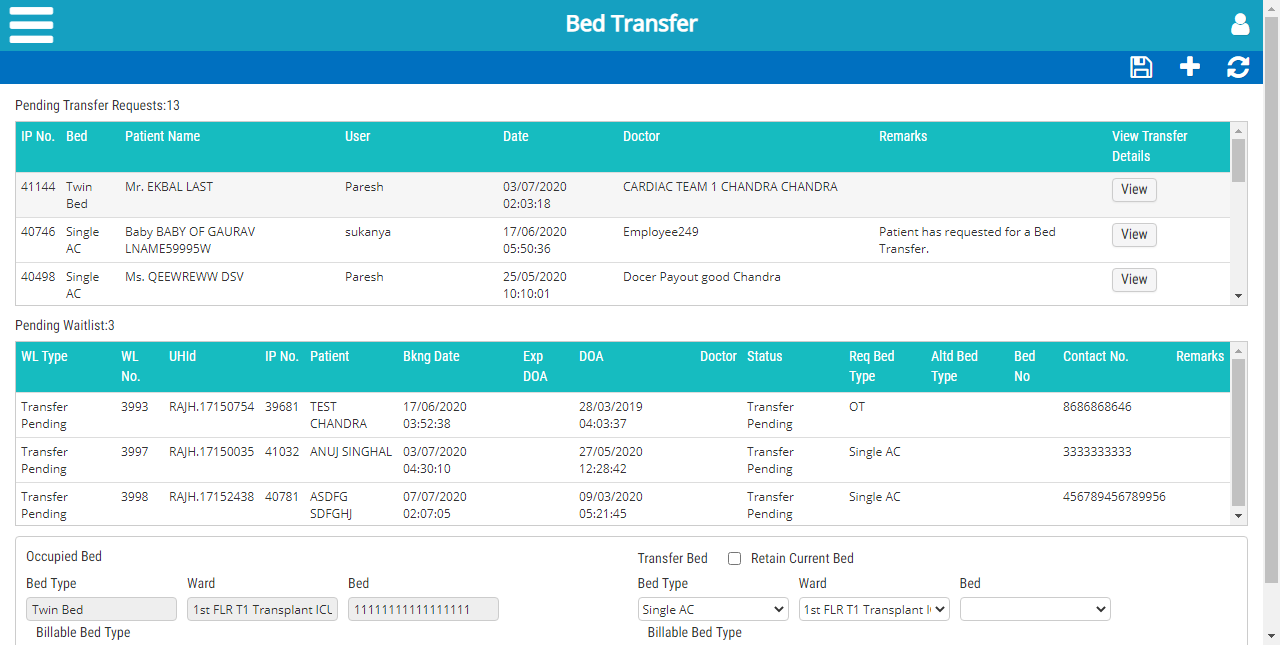 Bed Transfer
Pending Transfer Requests:13
IP No. Bed Patient Name User Date Doctor Remarks View Transfer
Details
41144 Twin Mr. EKBAL LAST Paresh 03/07/2020 CARDIAC TEAM 1 CHANDRA CHANDRA View
Bed 02:03:18
40746 Single Baby BABY OF GAURAV sukanya 17/06/2020 Employee249 Patient has requested for a Bed View
AC LNAME59995W 05:50:36 Transfer.
40498 Single Ms. QEEWREWW DSV Paresh 25/05/2020 Docer Payout good Chandra View
AC 10:10:01
Pending Waitlist:3
WL Type WL UHId IP No. Patient Bkng Date Exp DOA Doctor Status Req Bed Altd Bed Bed Contact No. Remarks
No. DOA Type Type No
Transfer 3993 RAJH.17150754 39681 TEST 17/06/2020 28/03/2019 Transfer OT 8686868646
Pending CHANDRA 03:52:38 04:03:37 Pending
Transfer 3997 RAJH.17150035 41032 ANUJ SINGHAL 03/07/2020 27/05/2020 Transfer Single AC 3333333333
Pending 04:30:10 12:28:42 Pending
Transfer 3998 RAJH.17152438 40781 ASDFG 07/07/2020 09/03/2020 Transfer Single AC 456789456789956
Pending SDFGHJ 02:07:05 05:21:45 Pending
Occupied Bed Transfer Bed Retain Current Bed
Bed Type Ward Bed Bed Type Ward Bed
Twin Bed 1st FLR T1 Transplant ICU 11111111111111111 Single AC 1st FLR T1 Transplant I
Billable Bed Type Billable Bed Type